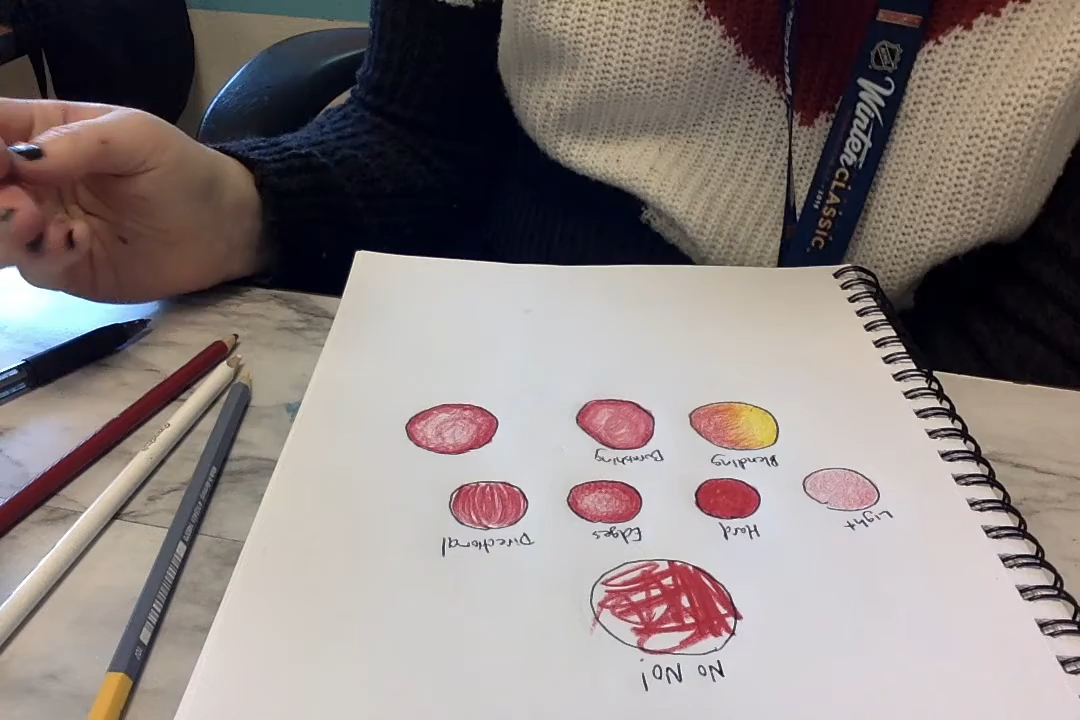 Winter
CLASSIC
No No!
Light
Hard
Edges
Directional
Blending
Burnishing